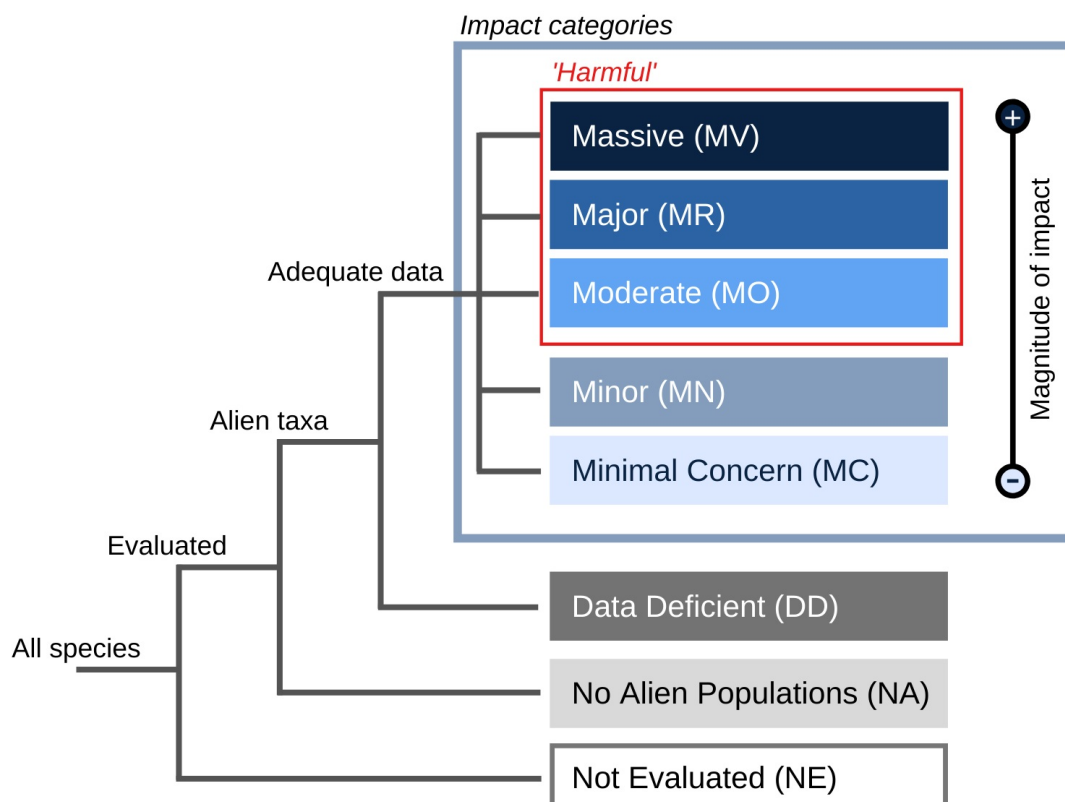 Impact categories
'Harmful'
Massive (MV)
+
Major (MR)
Magnitude of impact
Adequate data
Moderate (MO)
Minor (MN)
Alien taxa
Minimal Concern (MC)
-
Evaluated
Data Deficient (DD)
All species
No Alien Populations (NA)
Not Evaluated (NE)